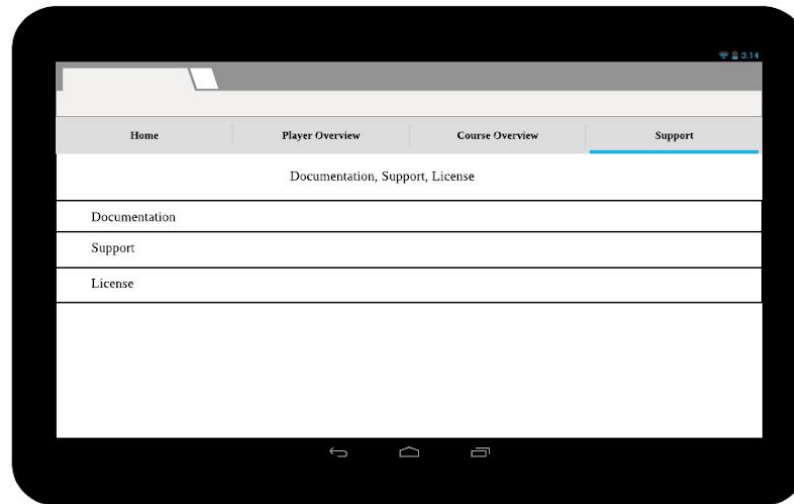 3:14
Home Player Overview Course Overview Support
Documentation, Support, License
Documentation
Support
License